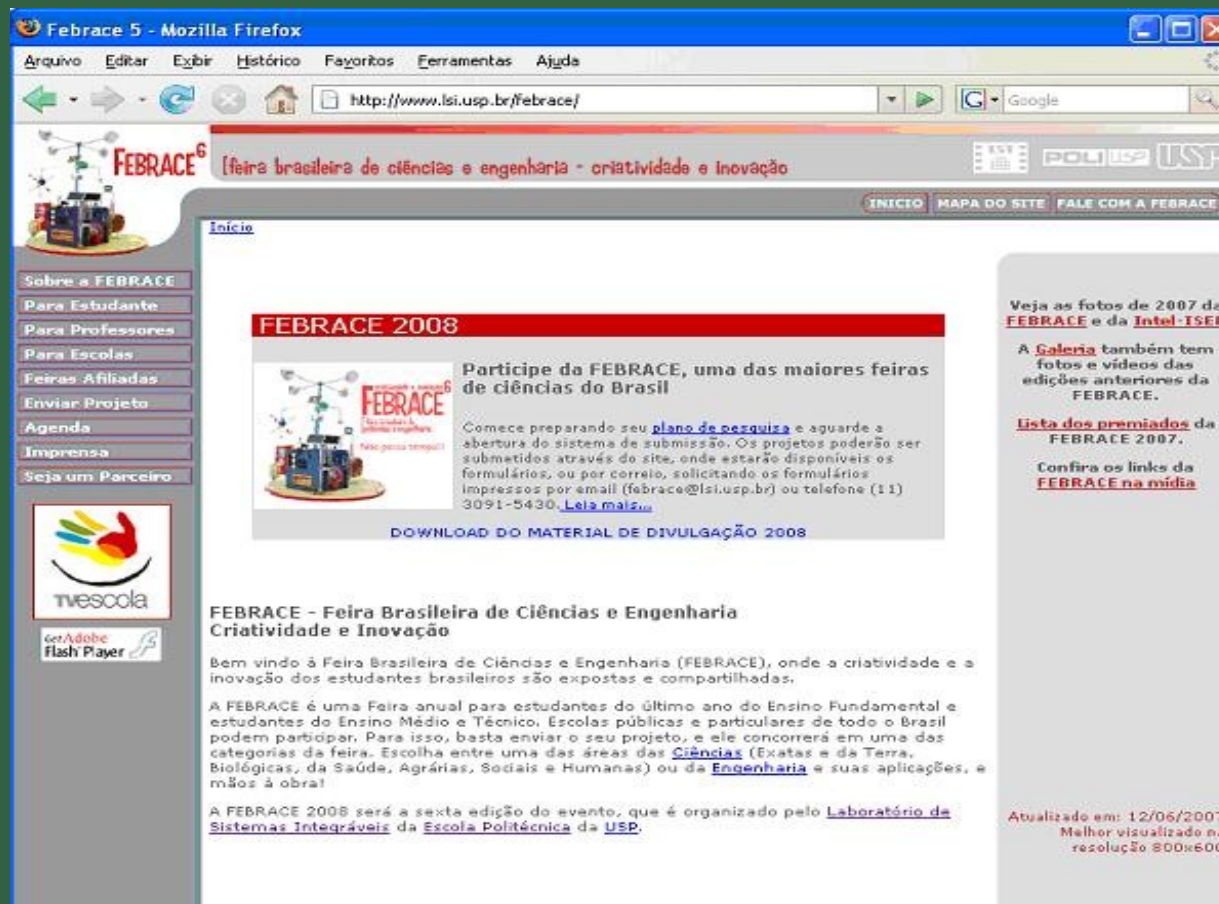 Febrace 5 - Mozilla Firefox
Arquivo Editar Exibir Histórico Favoritos Ferramentas Ajuda
http://www.lsi.usp.br/febrace/
Google
FEBRACE6
[feira brasileira de ciências e engenharia - criatividade e inovação
LSI POLI USP USP
INICIO MAPA DO SITE FALE COM A FEBRACE
Início
Sobre a FEBRACE
Para Estudante
Para Professores
Para Escolas
Feiras Afiliadas
Enviar Projeto
Agenda
Imprensa
Seja um Parceiro
tvescola
Get Adobe
Flash Player
FEBRACE 2008
FEBRACE6
Participe da FEBRACE, uma das maiores feiras
de ciências do Brasil
Comece preparando seu plano de pesquisa e aguarde a
abertura do sistema de submissão. Os projetos poderão ser
submetidos através do site, onde estarão disponíveis os
formulários, ou por correio, solicitando os formulários
impressos por email (febrace@lsi.usp.br) ou telefone (11)
3091-5430. Leia mais...
DOWNLOAD DO MATERIAL DE DIVULGAÇÃO 2008
FEBRACE - Feira Brasileira de Ciências e Engenharia
Criatividade e Inovação
Bem vindo à Feira Brasileira de Ciências e Engenharia (FEBRACE), onde a criatividade e a
inovação dos estudantes brasileiros são expostas e compartilhadas.
A FEBRACE é uma Feira anual para estudantes do último ano do Ensino Fundamental e
estudantes do Ensino Médio e Técnico. Escolas públicas e particulares de todo o Brasil
podem participar. Para isso, basta enviar o seu projeto, e ele concorrerá em uma das
categorias da feira. Escolha entre uma das áreas das Ciências (Exatas e da Terra,
Biológicas, da Saúde, Agrárias, Sociais e Humanas) ou da Engenharia e suas aplicações, e
mãos à obra!
A FEBRACE 2008 será a sexta edição do evento, que é organizado pelo Laboratório de
Sistemas Integráveis da Escola Politécnica da USP.
Veja as fotos de 2007 da
FEBRACE e da Intel-ISEF
A Galeria também tem
fotos e vídeos das
edições anteriores da
FEBRACE.
Lista dos premiados da
FEBRACE 2007.
Confira os links da
FEBRACE na mídia
Atualizado em: 12/06/2007
Melhor visualizado
resolução 800x600